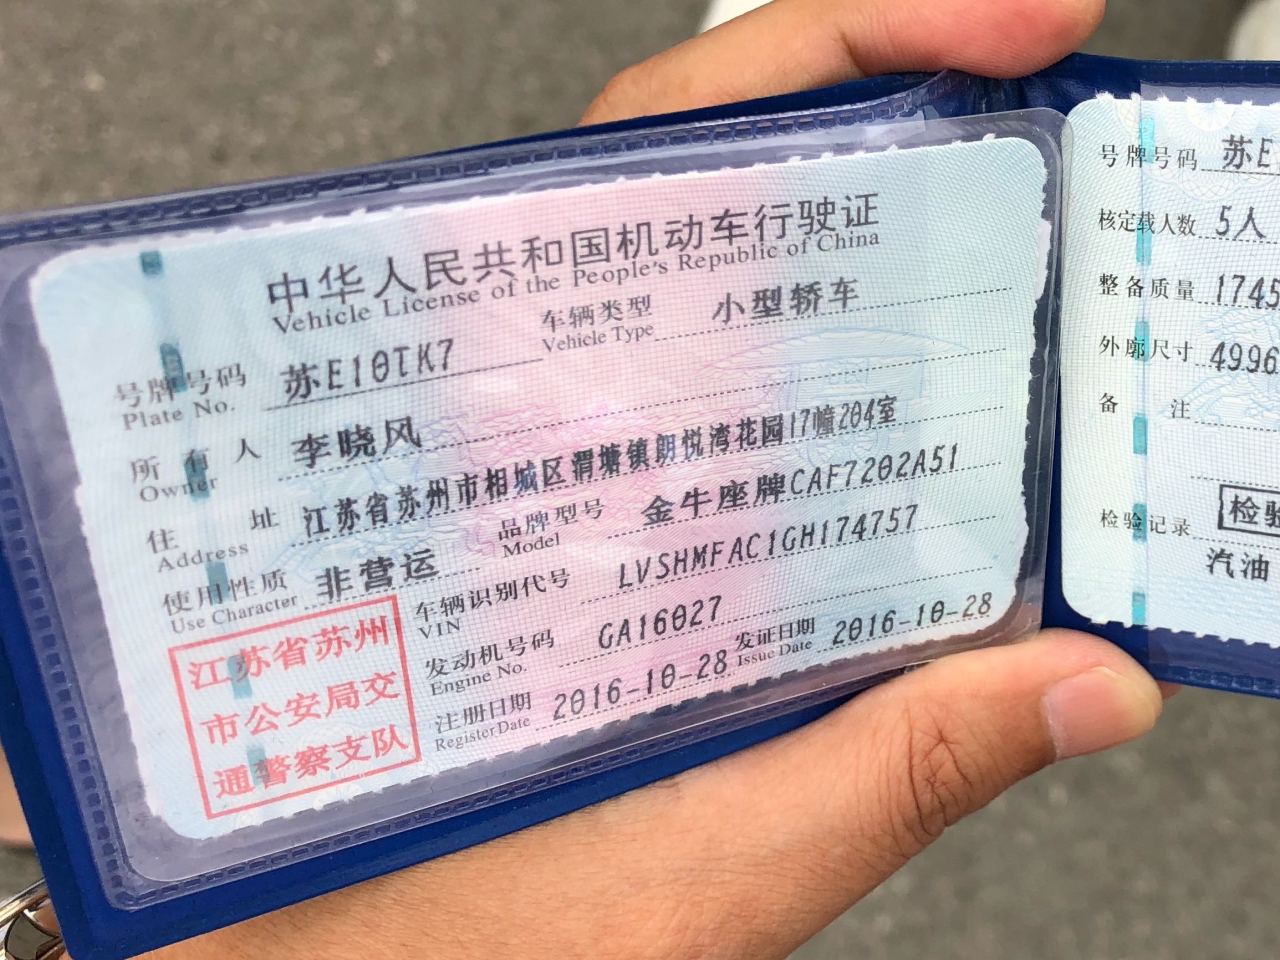 中华人民共和国机动车行驶证
Vehicle License of the People's Republic of China
号牌号码 苏E10TK7 车辆类型 小型轿车
Plate No. Vehicle Type
所有人 李晓风
Owner
住址 江苏省苏州市相城区渭塘镇朗悦湾花园17幢204室
Address
使用性质 非营运 品牌型号 金牛座牌CAF7202A51
Use Character Model
车辆识别代号 LVSHMFAC1GH174757
VIN
发动机号码 GA16027
Engine No.
注册日期 2016-10-28 发证日期 2016-10-28
Register Date Issue Date
江苏省苏州
市公安局交
通警察支队
号牌号码 苏E
核定载人数 5人
整备质量 1745
外廓尺寸 4996
备注
检验记录 检验
汽油